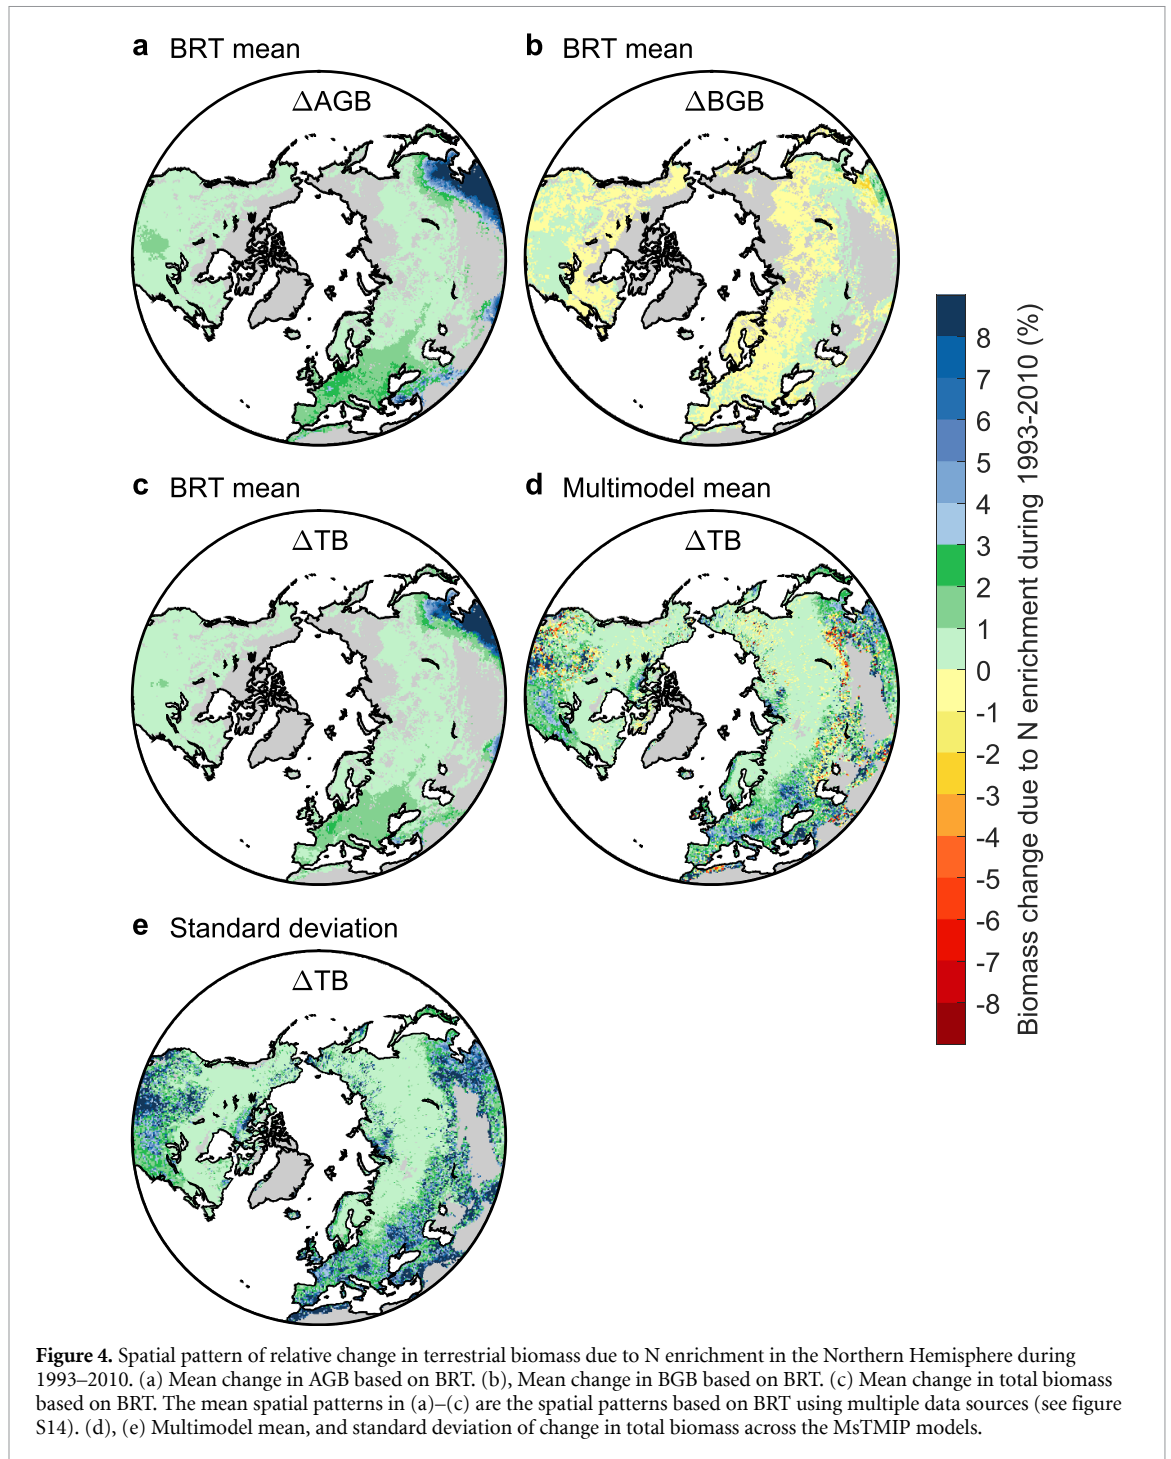 a BRT mean
b BRT mean
ΔAGB
ΔBGB
c BRT mean
d Multimodel mean
ΔTB
ΔTB
e Standard deviation
ΔTB
8
7
6
5
4
3
2
1
0
-1
-2
-3
-4
-5
-6
-7
-8
Biomass change due to N enrichment during 1993-2010 (%)
Figure 4. Spatial pattern of relative change in terrestrial biomass due to N enrichment in the Northern Hemisphere during
1993–2010. (a) Mean change in AGB based on BRT. (b), Mean change in BGB based on BRT. (c) Mean change in total biomass
based on BRT. The mean spatial patterns in (a)–(c) are the spatial patterns based on BRT using multiple data sources (see figure
S14). (d), (e) Multimodel mean, and standard deviation of change in total biomass across the MsTMIP models.